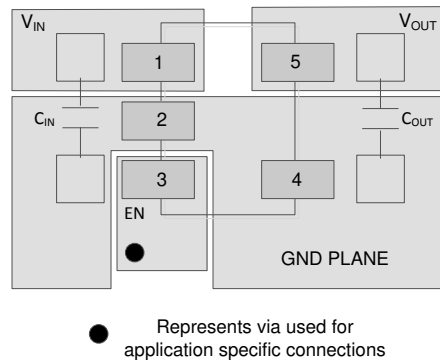 VIN
VOUT
1
5
CIN
2
COUT
3
4
EN
GND PLANE
Represents via used for
application specific connections